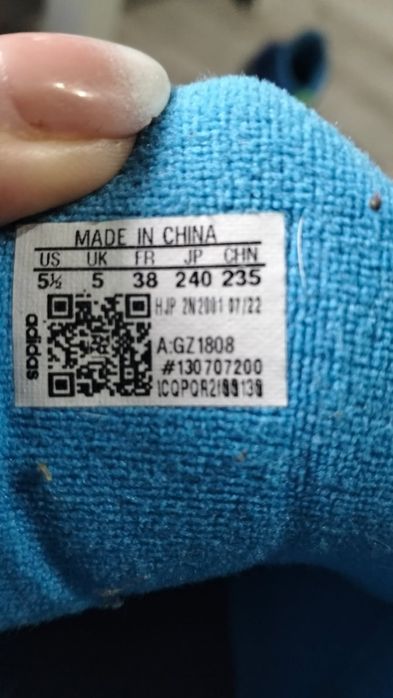 MADE IN CHINA
US UK FR JP CHN
5½ 5 38 240 235
HJP 2N2001 07/22
adidas
A:GZ1808
#130707200